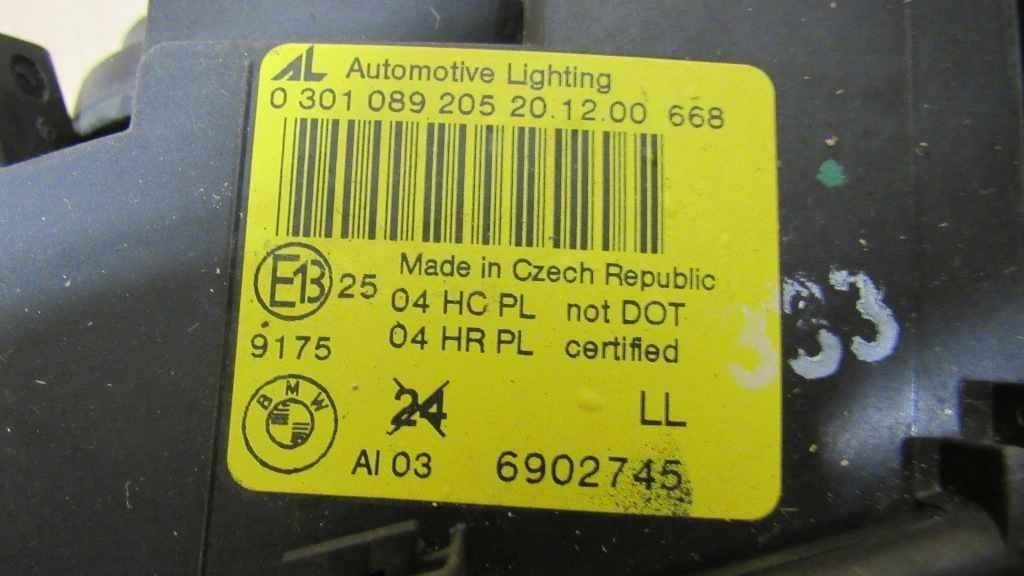 AL Automotive Lighting
0 301 089 205 20.12.00 668
Made in Czech Republic
E13 25 04 HC PL not DOT
9175 04 HR PL certified
BMW 24 LL
AI 03 6902745
333